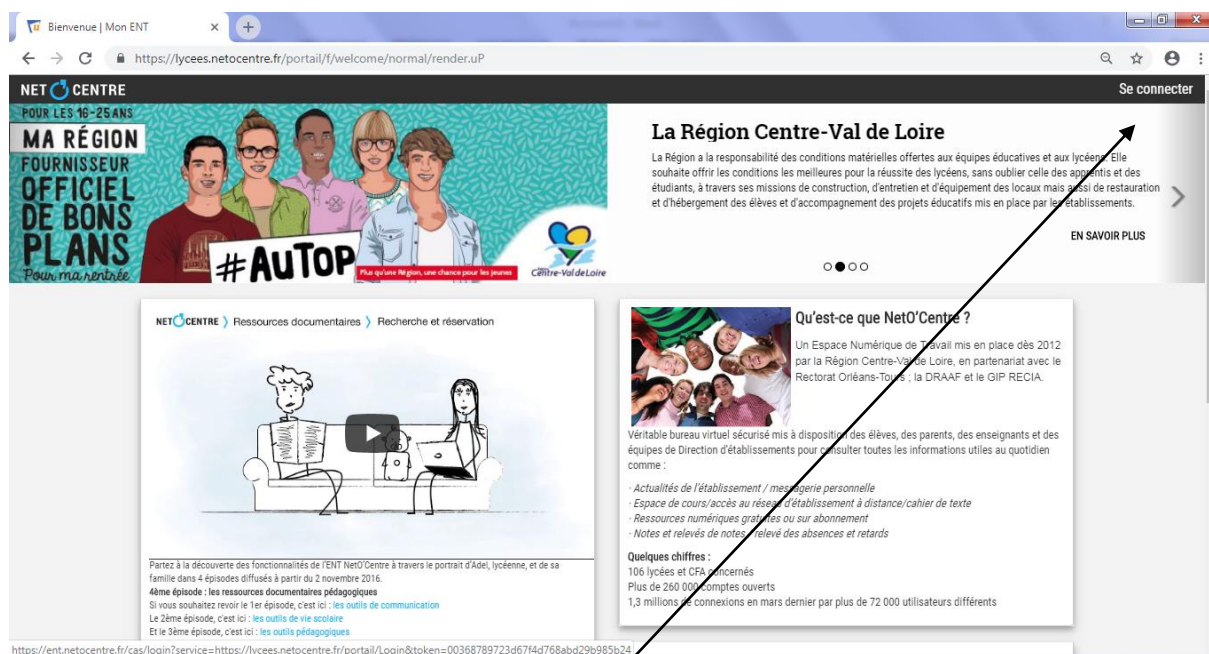 Bienvenue | Mon ENT
https://lycees.netocentre.fr/portail/f/welcome/normal/render.uP
NETOCENTRE
Se connecter
POUR LES 16-25 ANS
MA RÉGION
FOURNISSEUR
OFFICIEL
DE BONS
PLANS
Pour ma rentrée
#AUTOP
Plus qu'une Région, une chance pour les jeunes
Centre-Val de Loire
La Région Centre-Val de Loire
La Région a la responsabilité des conditions matérielles offertes aux équipes éducatives et aux lycéens. Elle
souhaite offrir les conditions les meilleures pour la réussite des lycéens, sans oublier celle des apprentis et des
étudiants, à travers ses missions de construction, d'entretien et d'équipement des locaux mais aussi de restauration
et d'hébergement des élèves et d'accompagnement des projets éducatifs mis en place par les établissements.
EN SAVOIR PLUS
NETOCENTRE 〉 Ressources documentaires 〉 Recherche et réservation
Partez à la découverte des fonctionnalités de l'ENT NetO'Centre à travers le portrait d'Adel, lycéenne, et de sa
famille dans 4 épisodes diffusés à partir du 2 novembre 2016.
4ème épisode : les ressources documentaires pédagogiques
Si vous souhaitez revoir le 1er épisode, c'est ici : les outils de communication
Le 2ème épisode, c'est ici : les outils de vie scolaire
Et le 3ème épisode, c'est ici : les outils pédagogiques
Qu'est-ce que NetO'Centre ?
Un Espace Numérique de Travail mis en place dès 2012
par la Région Centre-Val de Loire, en partenariat avec le
Rectorat Orléans-Tours ; la DRAAF et le GIP RECIA.
Véritable bureau virtuel sécurisé mis à disposition des élèves, des parents, des enseignants et des
équipes de Direction d'établissements pour consulter toutes les informations utiles au quotidien
comme :
· Actualités de l'établissement / messagerie personnelle
· Espace de cours/accès au réseau d'établissement à distance/cahier de texte
· Ressources numériques gratuites ou sur abonnement
· Notes et relevés de notes / relevé des absences et retards
Quelques chiffres :
106 lycées et CFA concernés
Plus de 260 000 comptes ouverts
1,3 millions de connexions en mars dernier par plus de 72 000 utilisateurs différents
https://ent.netocentre.fr/cas/login?service=https://lycees.netocentre.fr/portail/Login&token=00368789723d67f4d768abd29b985b24